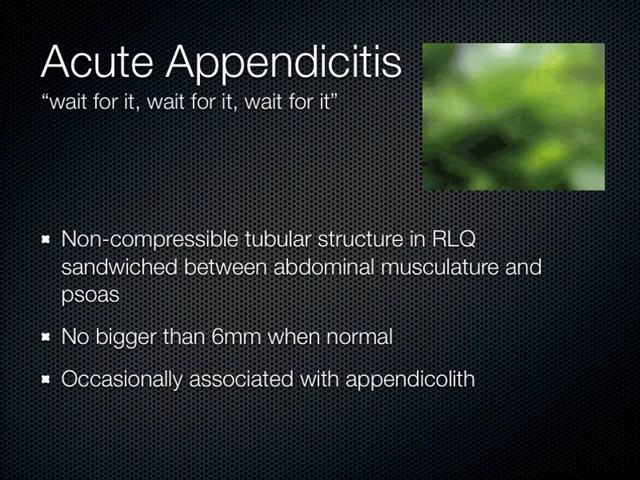 Acute Appendicitis
“wait for it, wait for it, wait for it”
Non-compressible tubular structure in RLQ
sandwiched between abdominal musculature and
psoas
No bigger than 6mm when normal
Occasionally associated with appendicolith